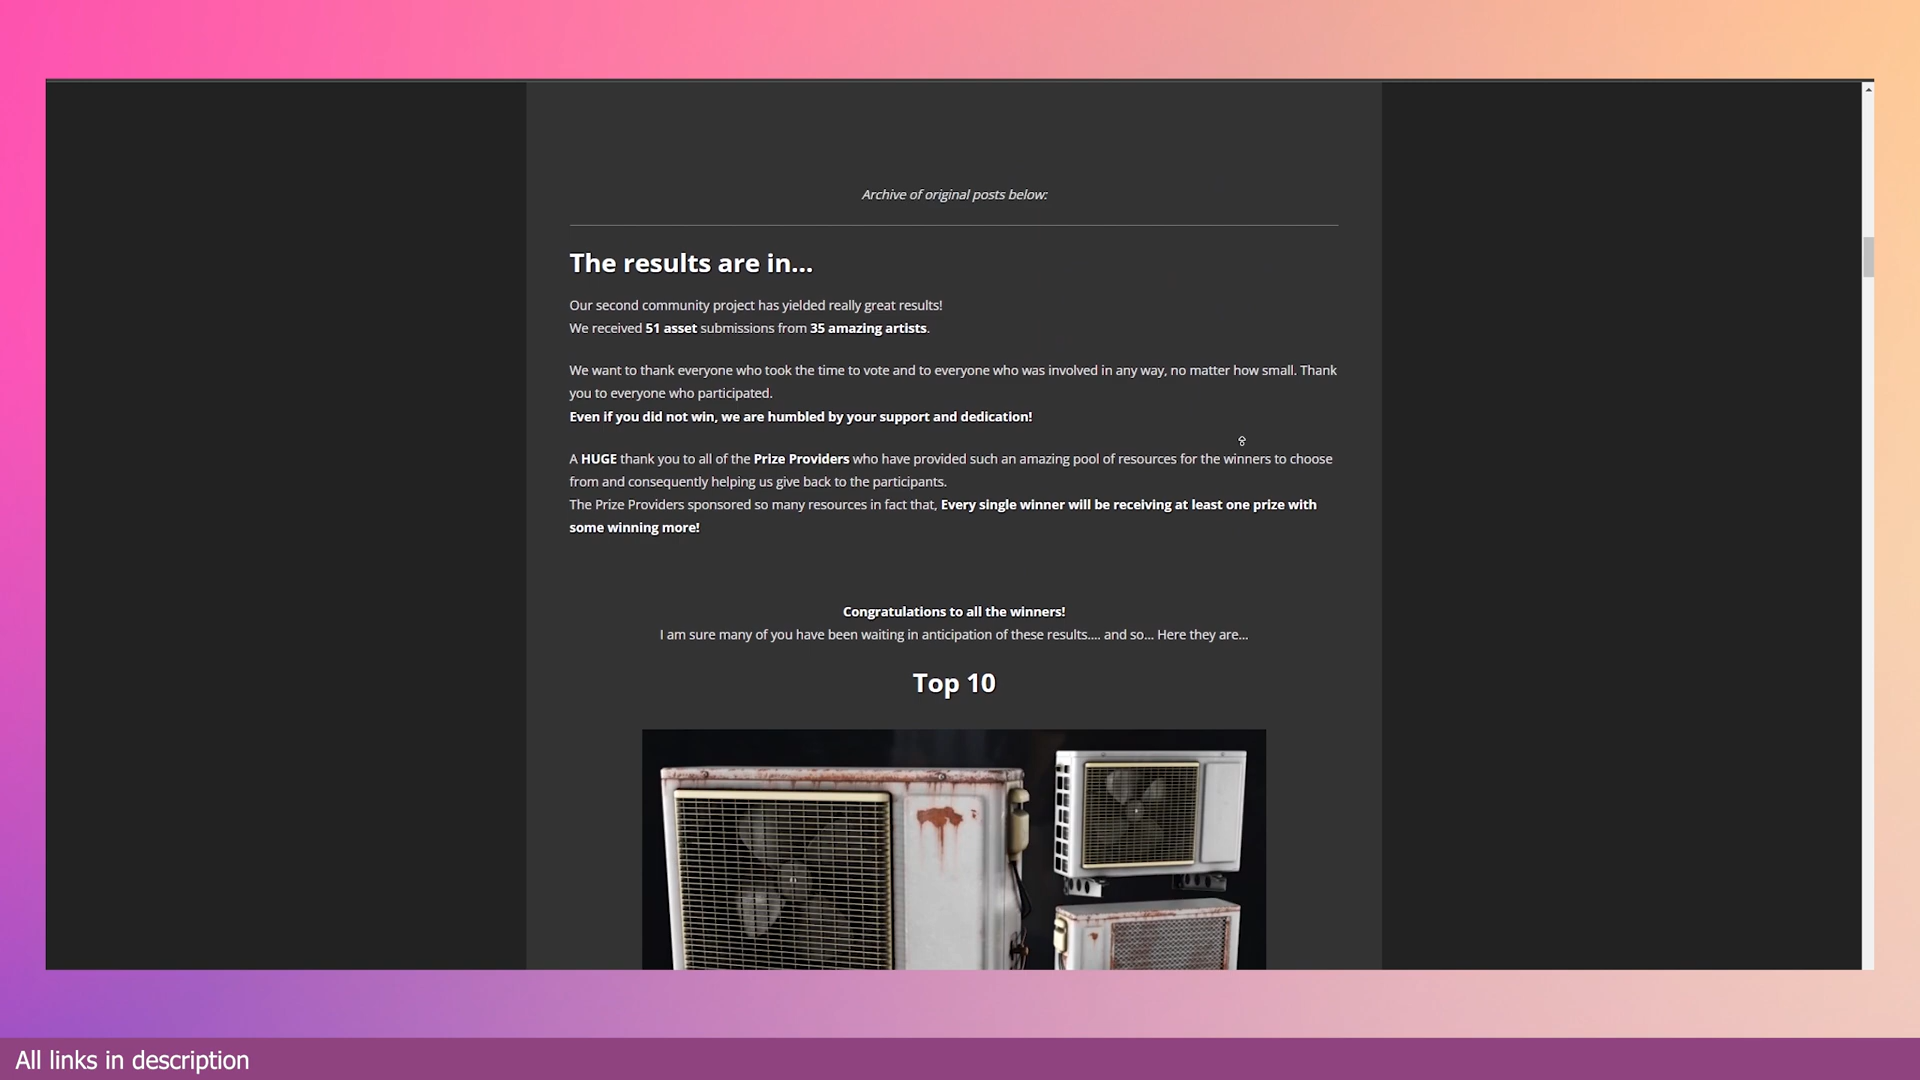 Archive of original posts below:
The results are in...
Our second community project has yielded really great results!
We received 51 asset submissions from 35 amazing artists.
We want to thank everyone who took the time to vote and to everyone who was involved in any way, no matter how small. Thank
you to everyone who participated.
Even if you did not win, we are humbled by your support and dedication!
A HUGE thank you to all of the Prize Providers who have provided such an amazing pool of resources for the winners to choose
from and consequently helping us give back to the participants.
The Prize Providers sponsored so many resources in fact that, Every single winner will be receiving at least one prize with
some winning more!
Congratulations to all the winners!
I am sure many of you have been waiting in anticipation of these results.... and so... Here they are...
Top 10
All links in description